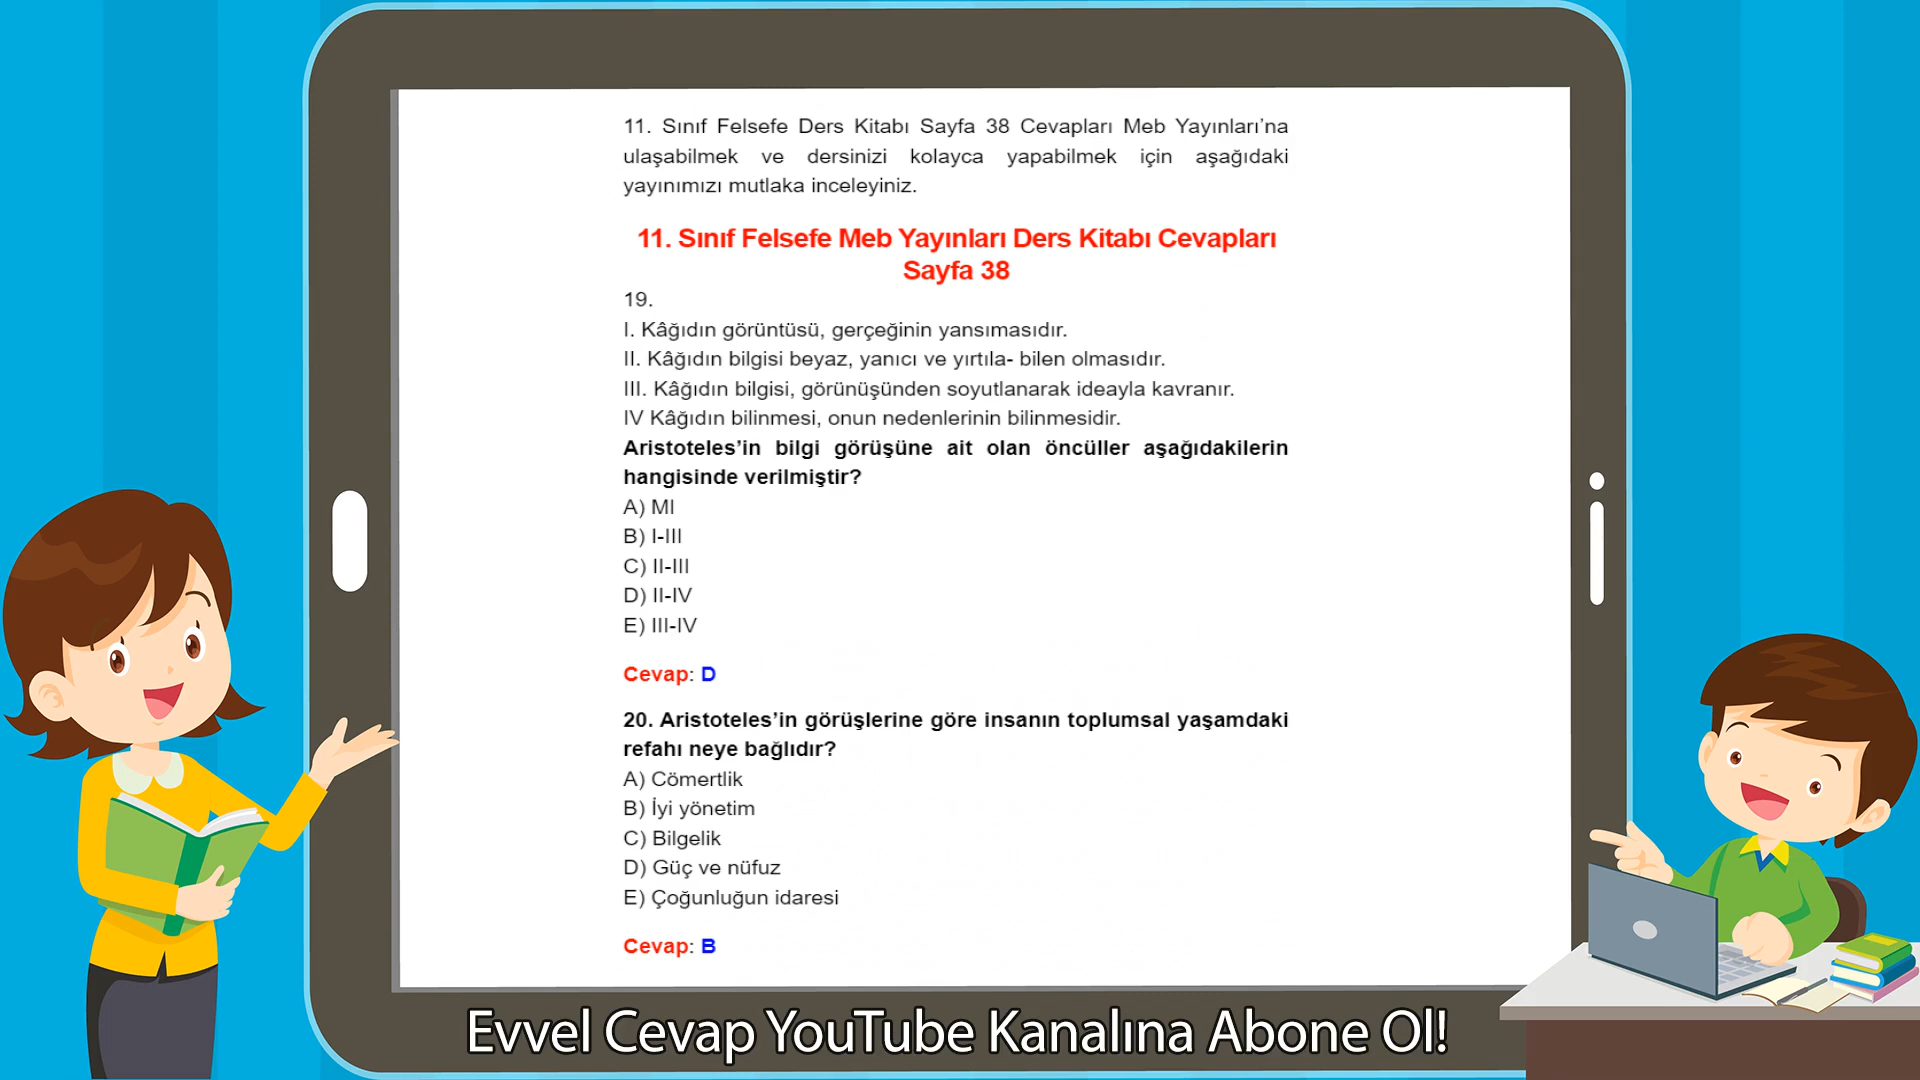 11. Sınıf Felsefe Ders Kitabı Sayfa 38 Cevapları Meb Yayınları’na
ulaşabilmek ve dersinizi kolayca yapabilmek için aşağıdaki
yayınımızı mutlaka inceleyiniz.
11. Sınıf Felsefe Meb Yayınları Ders Kitabı Cevapları
Sayfa 38
19.
I. Kâğıdın görüntüsü, gerçeğinin yansımasıdır.
II. Kâğıdın bilgisi beyaz, yanıcı ve yırtıla- bilen olmasıdır.
III. Kâğıdın bilgisi, görünüşünden soyutlanarak ideayla kavranır.
IV Kâğıdın bilinmesi, onun nedenlerinin bilinmesidir.
Aristoteles’in bilgi görüşüne ait olan öncüller aşağıdakilerin
hangisinde verilmiştir?
A) MI
B) I-III
C) II-III
D) II-IV
E) III-IV
Cevap: D
20. Aristoteles’in görüşlerine göre insanın toplumsal yaşamdaki
refahı neye bağlıdır?
A) Cömertlik
B) İyi yönetim
C) Bilgelik
D) Güç ve nüfuz
E) Çoğunluğun idaresi
Cevap: B
Evvel Cevap YouTube Kanalına Abone Ol!